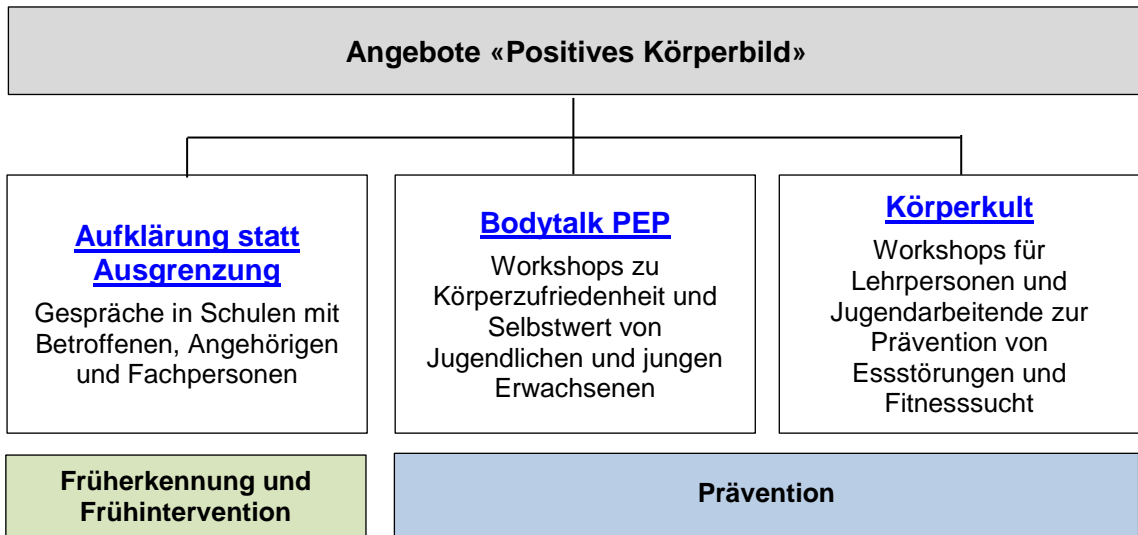 Angebote «Positives Körperbild»
Aufklärung statt
Ausgrenzung
Gespräche in Schulen mit
Betroffenen, Angehörigen
und Fachpersonen
Bodytalk PEP
Workshops zu
Körperzufriedenheit und
Selbstwert von
Jugendlichen und jungen
Erwachsenen
Körperkult
Workshops für
Lehrpersonen und
Jugendarbeitende zur
Prävention von
Essstörungen und
Fitnesssucht
Früherkennung und
Frühintervention
Prävention